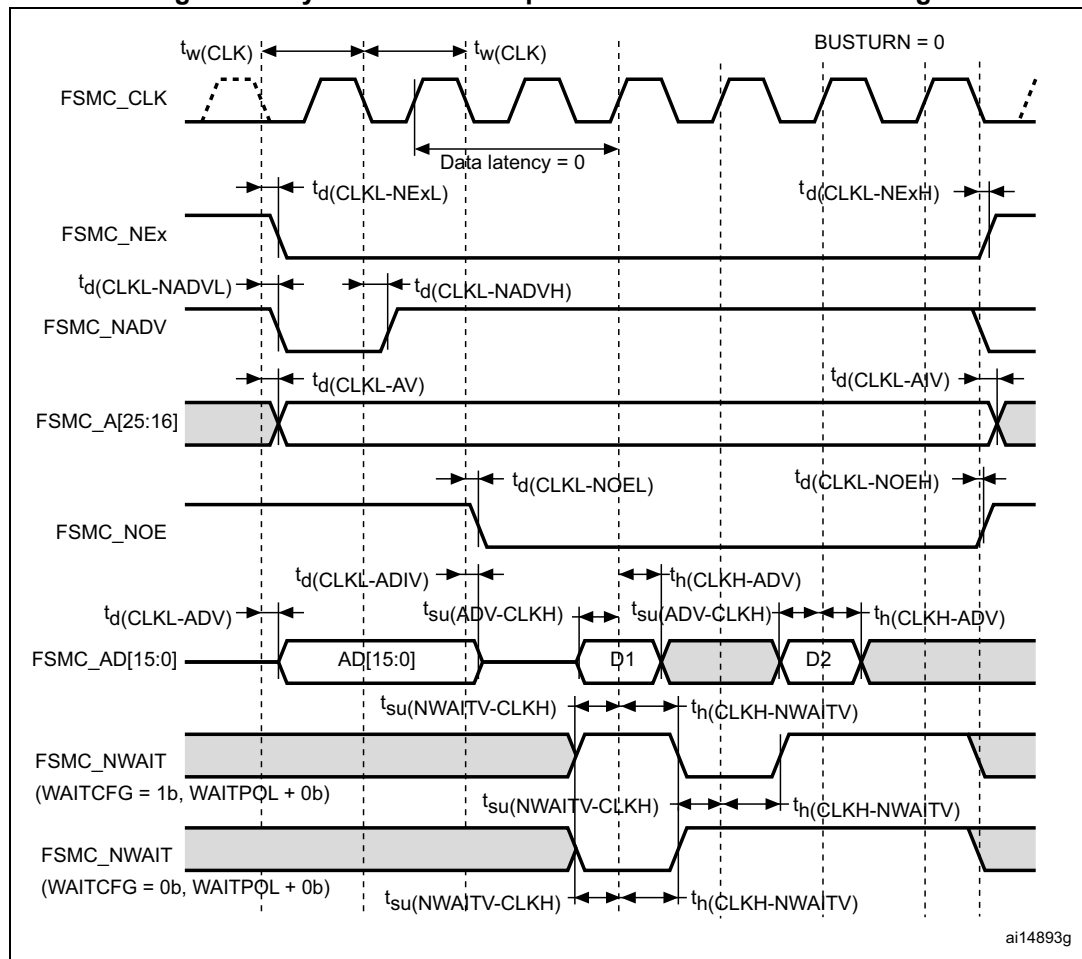 BUSTURN = 0
tw(CLK) tw(CLK)
FSMC_CLK
Data latency = 0
td(CLKL-NExL) td(CLKL-NExH)
FSMC_NEx
td(CLKL-NADVL) td(CLKL-NADVH)
FSMC_NADV
td(CLKL-AV) td(CLKL-AIV)
FSMC_A[25:16]
td(CLKL-NOEL) td(CLKL-NOEH)
FSMC_NOE
td(CLKL-ADIV) th(CLKH-ADV)
td(CLKL-ADV) tsu(ADV-CLKH) tsu(ADV-CLKH) th(CLKH-ADV)
FSMC_AD[15:0] AD[15:0] D1 D2
tsu(NWAITV-CLKH) th(CLKH-NWAITV)
FSMC_NWAIT
(WAITCFG = 1b, WAITPOL + 0b)
tsu(NWAITV-CLKH) th(CLKH-NWAITV)
FSMC_NWAIT
(WAITCFG = 0b, WAITPOL + 0b)
tsu(NWAITV-CLKH) th(CLKH-NWAITV)
ai14893g